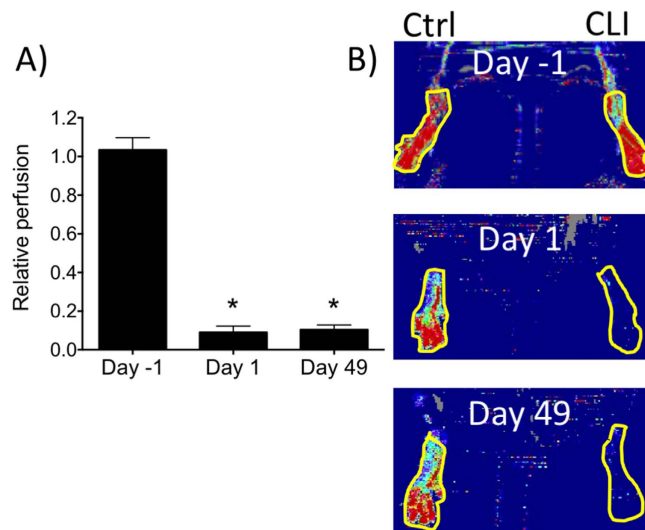 Ctrl CLI
A) B)
Day -1
1.2
1.0
0.8
0.6
0.4
0.2
0.0
Relative perfusion
* *
Day -1 Day 1 Day 49
Day 1
Day 49